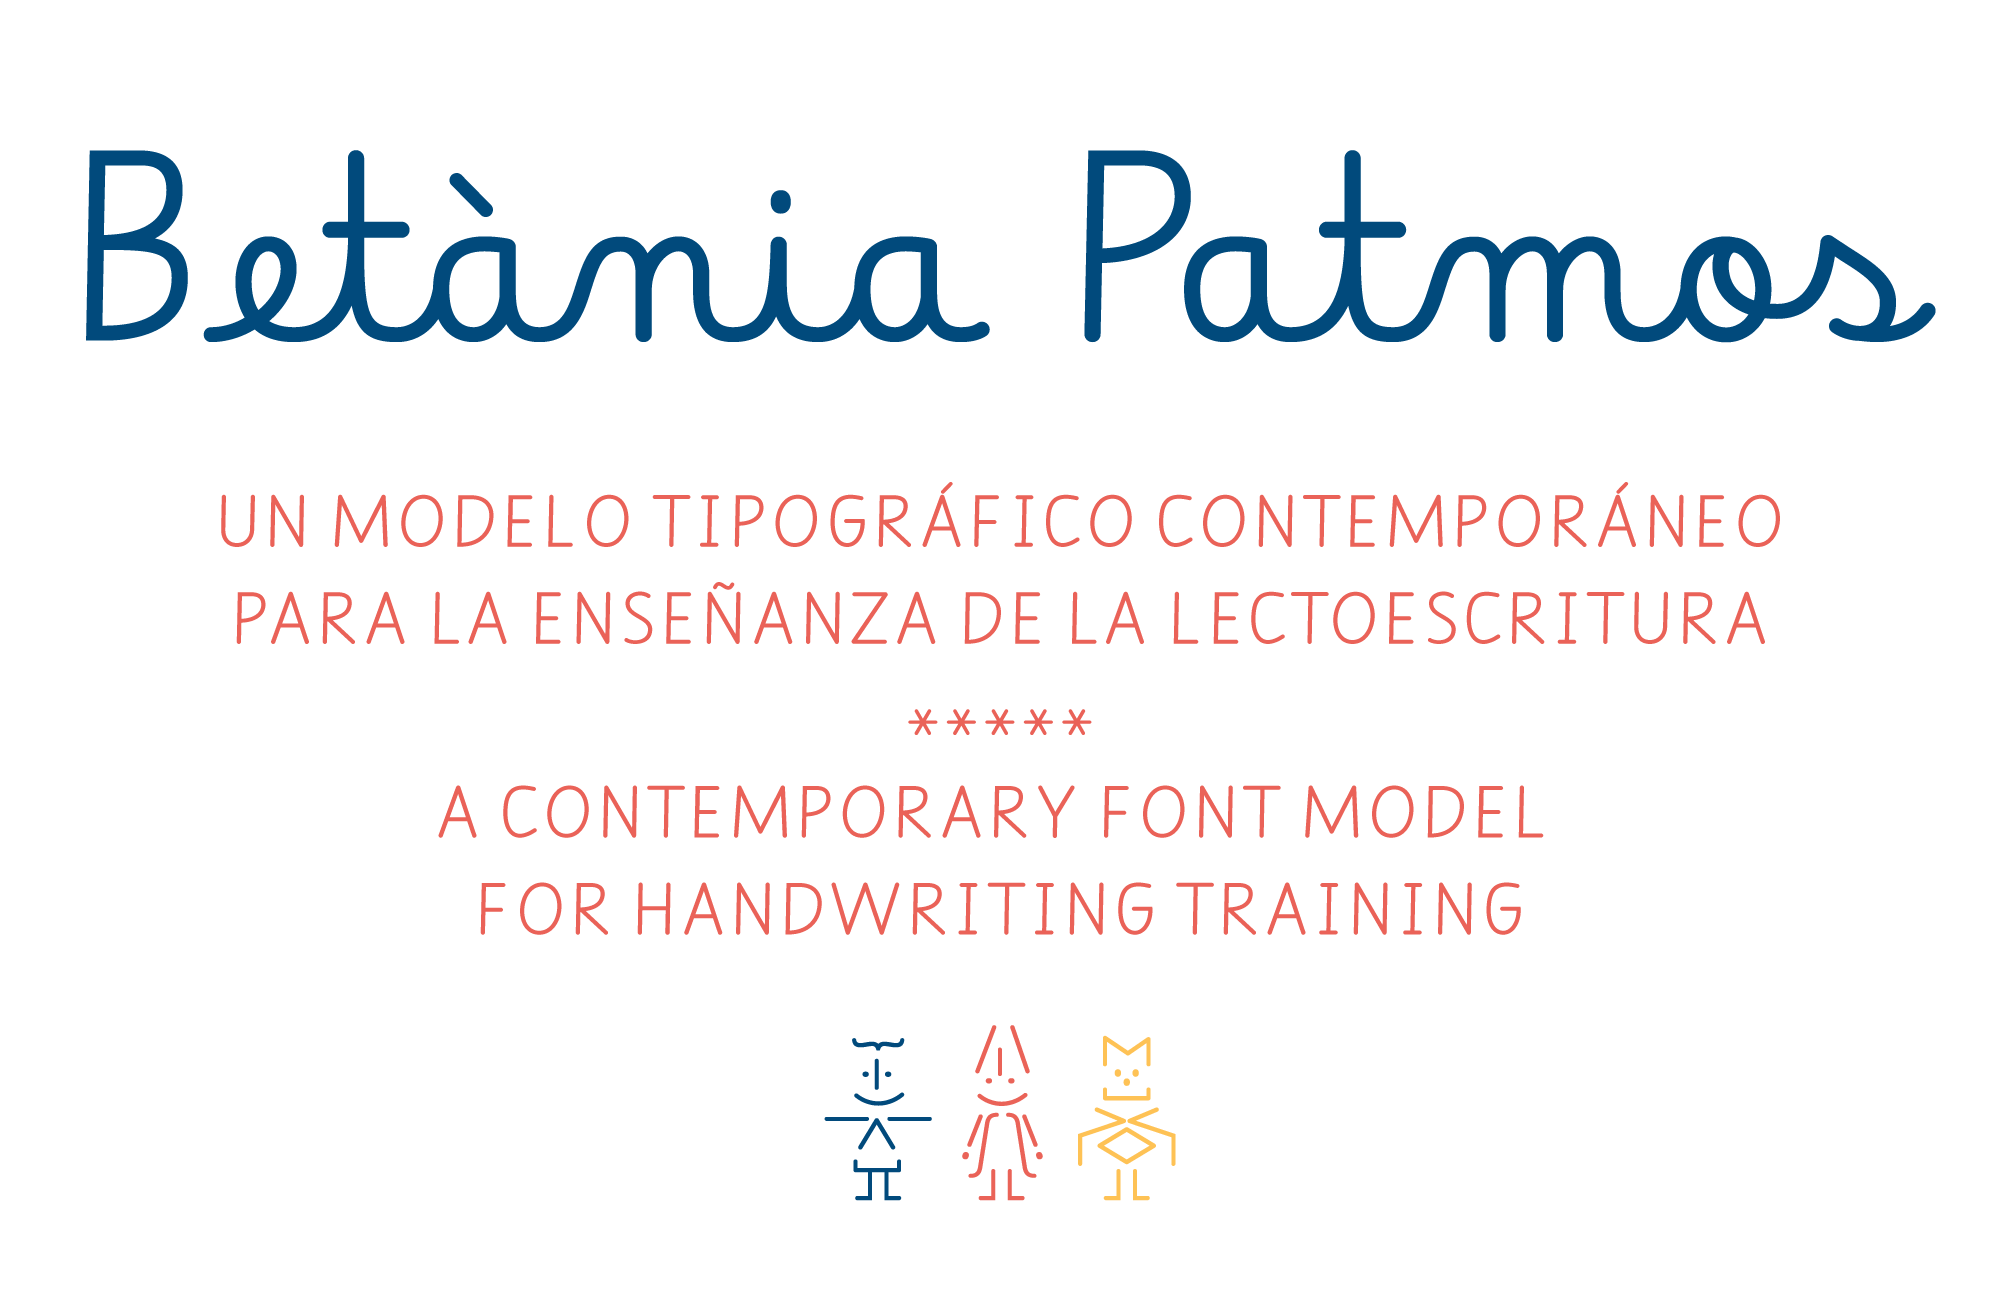 Betània Patmos
UN MODELO TIPOGRÁFICO CONTEMPORÁNEO
PARA LA ENSEÑANZA DE LA LECTOESCRITURA
*****
A CONTEMPORARY FONT MODEL
FOR HANDWRITING TRAINING